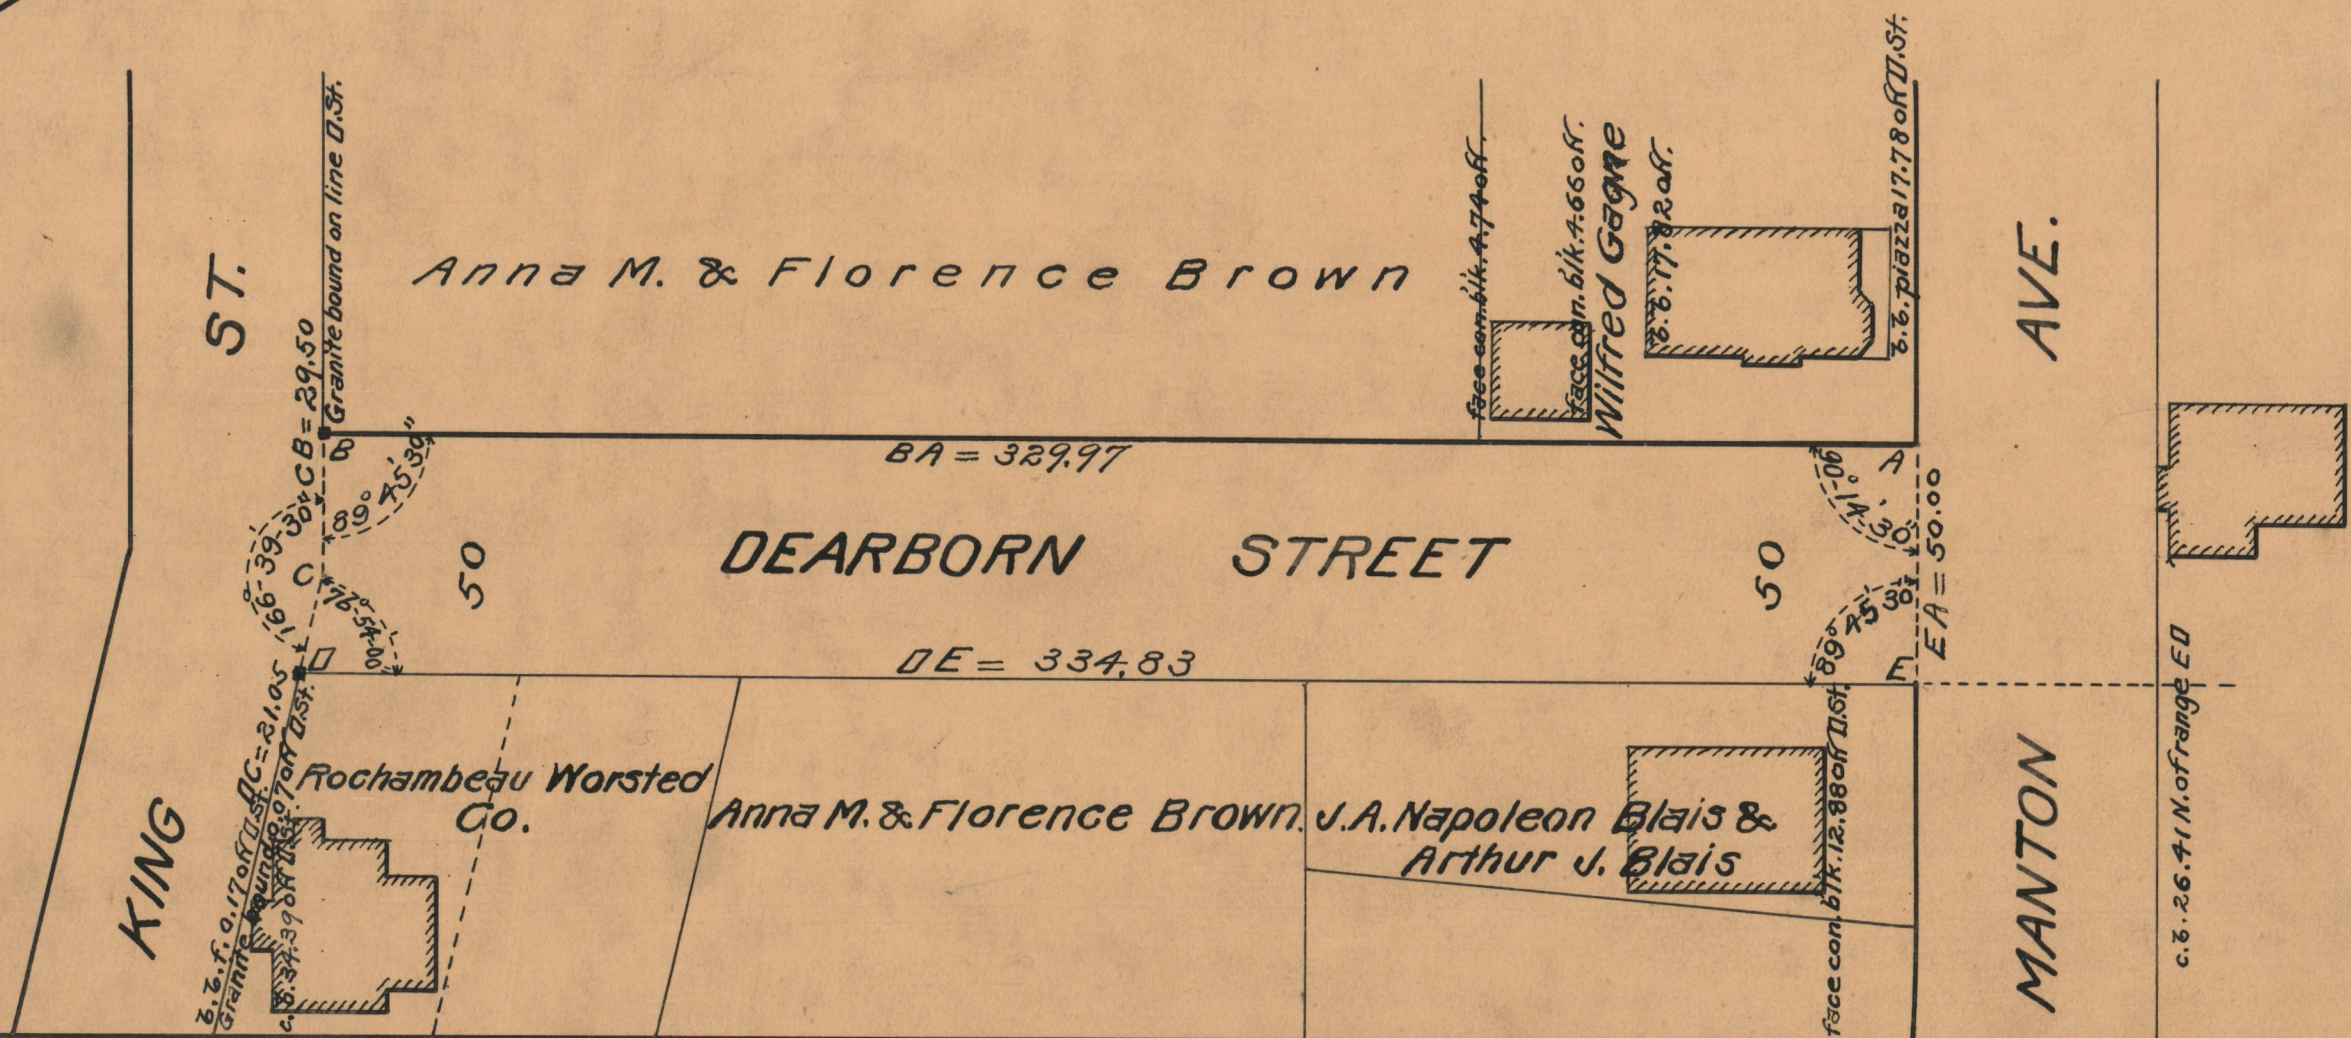 KING ST.
Granite bound on line D.St.
Anna M. & Florence Brown
face con. blk. 4.74 off.
face con. blk. 4.66 off.
Wilfred Gagne
b.b. 17.82 off.
b.b. piazza 17.78 off D.St.
MANTON AVE.
CB = 29.50
B
89° 45' 30"
BA = 329.97
A
90-14° 30'
166° 39' 30"
C
76° 54' 00
50
DEARBORN STREET
50
EA = 50.00
89° 45' 30
D
DE = 334.83
E
DC = 21.05
Rochambeau Worsted
Co.
Anna M. & Florence Brown.
J.A. Napoleon Blais &
Arthur J. Blais
b.b.f. 0.17 off D.St.
Granite bound 0.07 off D.St.
c.b. 34.39 off D.St.
face con. blk. 12.88 off D.St.
c.b. 26.41 N. of range ED